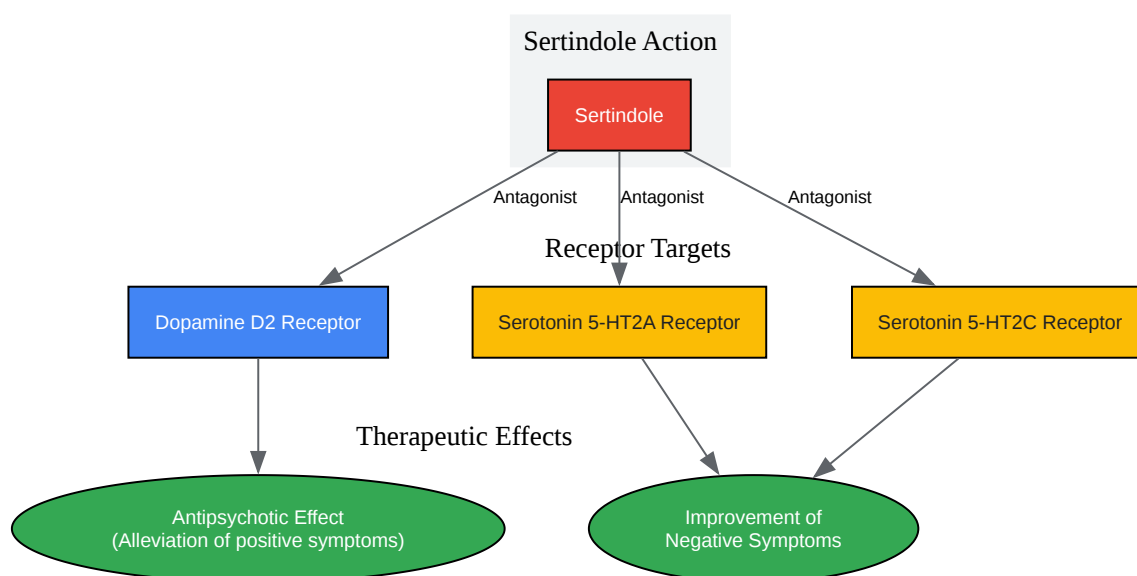 Sertindole Action
Sertindole
Antagonist
Antagonist
Antagonist
Receptor Targets
Dopamine D2 Receptor
Serotonin 5-HT2A Receptor
Serotonin 5-HT2C Receptor
Therapeutic Effects
Antipsychotic Effect
(Alleviation of positive symptoms)
Improvement of
Negative Symptoms